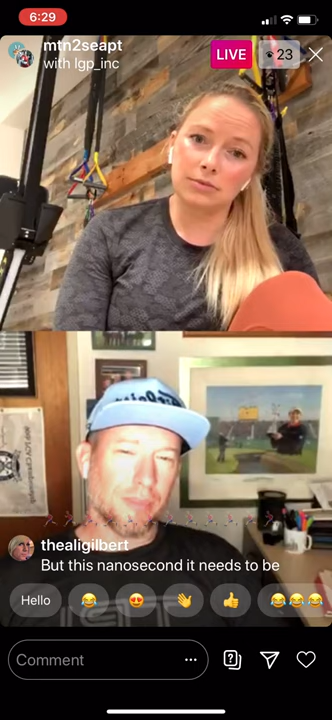 6:29
mtn2seapt
with lgp_inc
LIVE
23
thealigilbert
But this nanosecond it needs to be
Hello
Comment